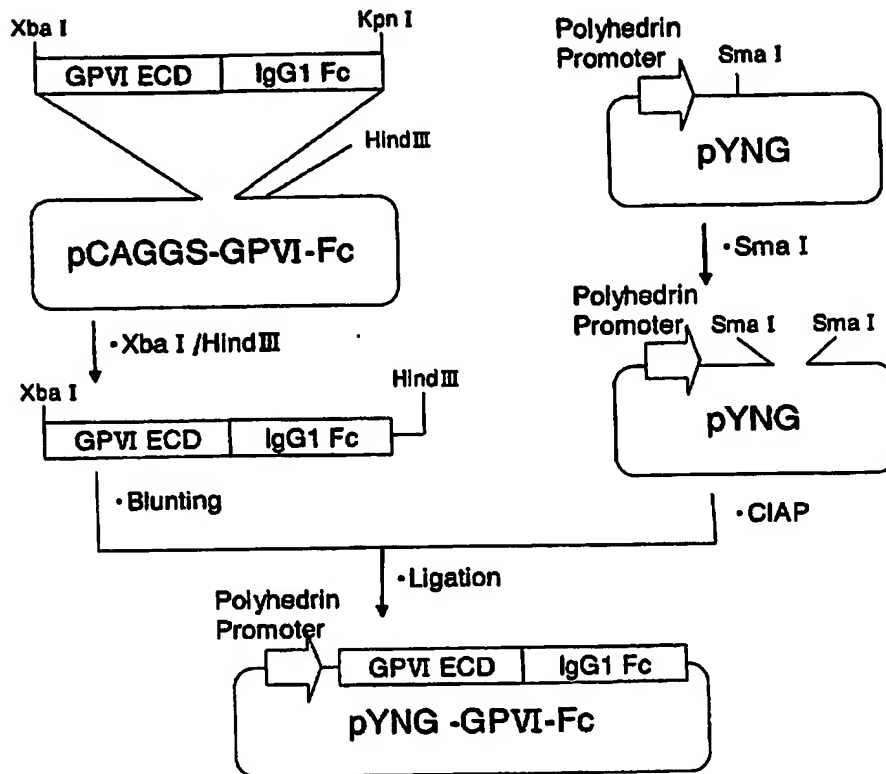 Xba I
Kpn I
GPVI ECD
IgG1 Fc
HindⅢ
pCAGGS-GPVI-Fc
・Xba I /HindⅢ
Xba I
HindⅢ
GPVI ECD
IgG1 Fc
・Blunting
Polyhedrin
Promoter
Sma I
pYNG
・Sma I
Polyhedrin
Promoter
Sma I
Sma I
pYNG
・CIAP
・Ligation
Polyhedrin
Promoter
GPVI ECD
IgG1 Fc
pYNG -GPVI-Fc